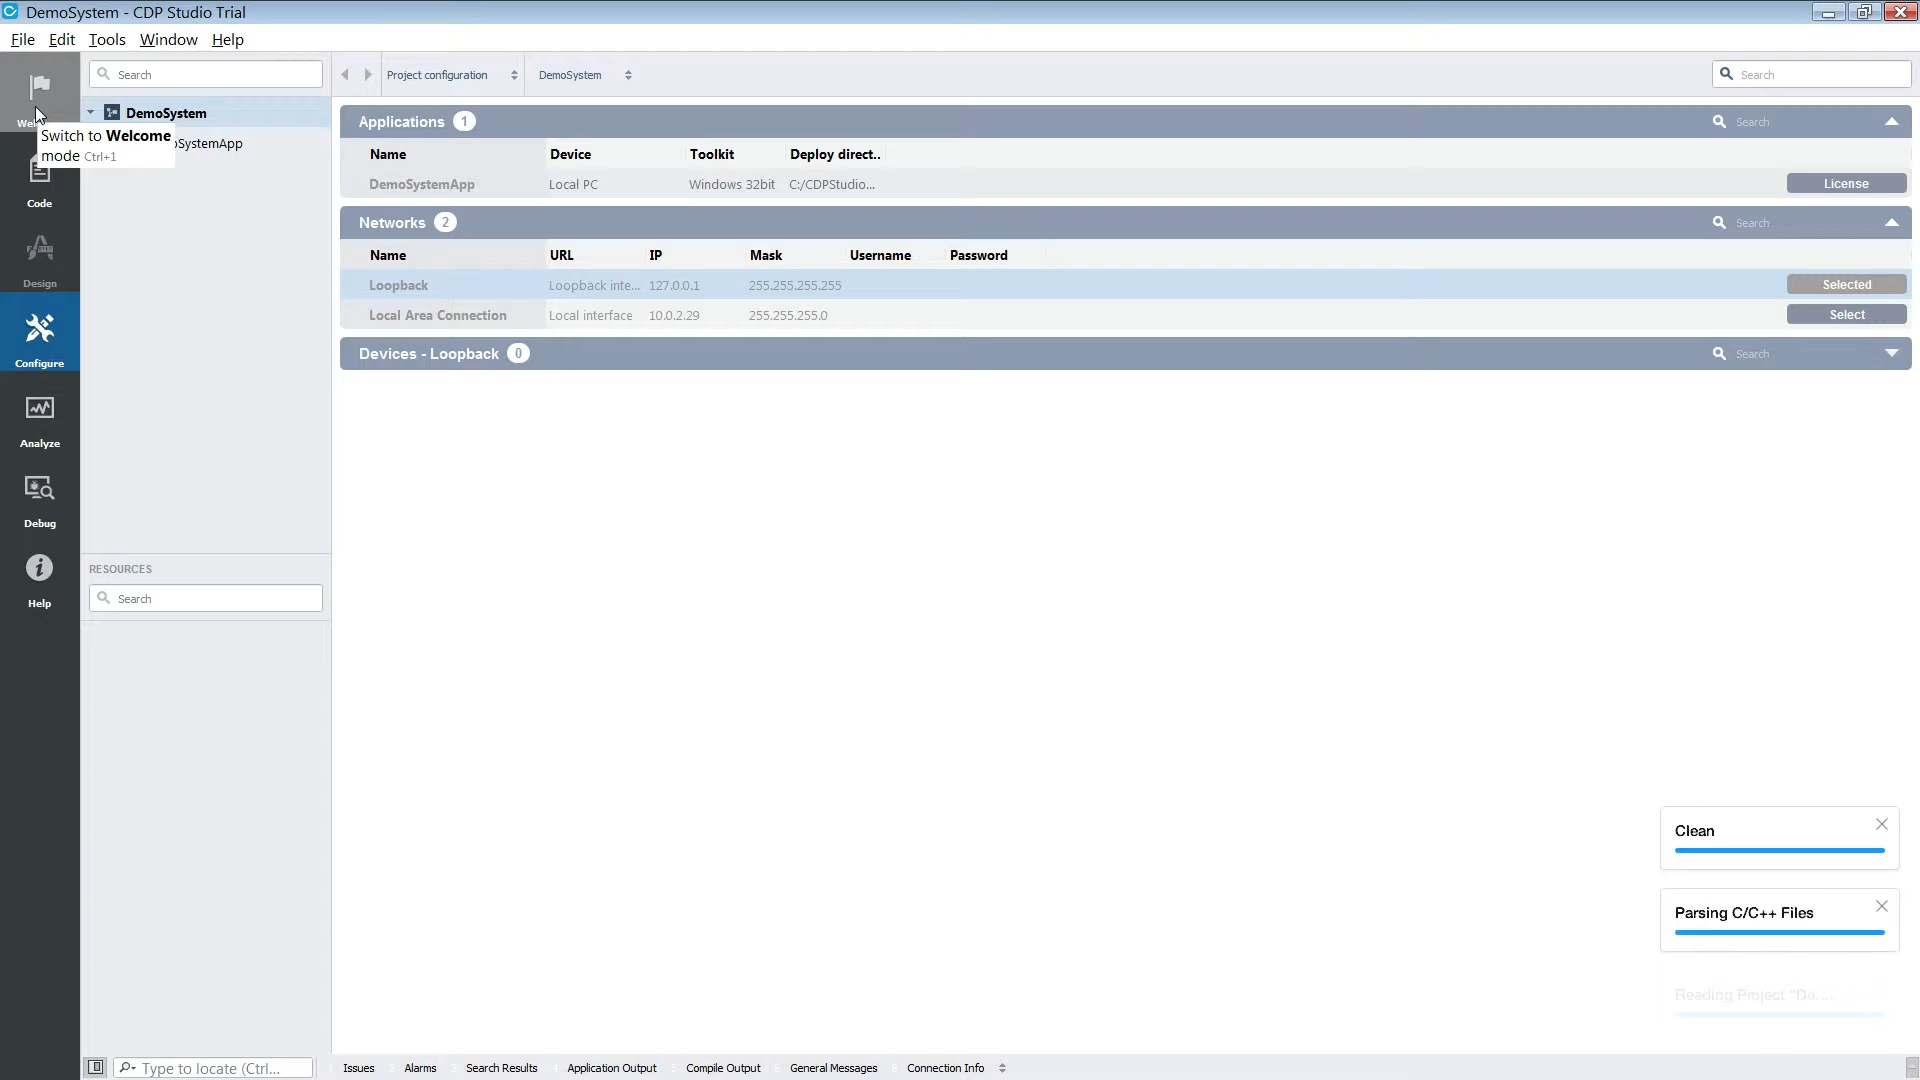 DemoSystem - CDP Studio Trial
File Edit Tools Window Help
Search
Project configuration
DemoSystem
Search
DemoSystem
SystemApp
Switch to Welcome
mode Ctrl+1
Code
Design
Configure
Analyze
Debug
Help
RESOURCES
Search
Applications 1
Search
Name Device Toolkit Deploy direct..
DemoSystemApp Local PC Windows 32bit C:/CDPStudio... License
Networks 2
Search
Name URL IP Mask Username Password
Loopback Loopback inte... 127.0.0.1 255.255.255.255 Selected
Local Area Connection Local interface 10.0.2.29 255.255.255.0 Select
Devices - Loopback 0
Search
Clean
Parsing C/C++ Files
Reading Project "De...
Type to locate (Ctrl...
Issues Alarms Search Results Application Output Compile Output General Messages Connection Info